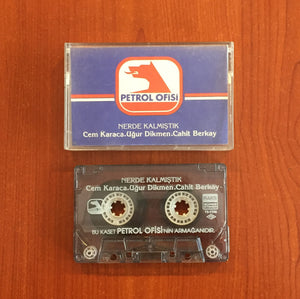 PETROL OFİSİ
NERDE KALMIŞTIK
Cem Karaca.Uğur Dikmen.Cahit Berkay
NERDE KALMIŞTIK
Cem Karaca.Uğur Dikmen.Cahit Berkay
BU KASET PETROL OFİSİ'NİN ARMAĞANIDIR.